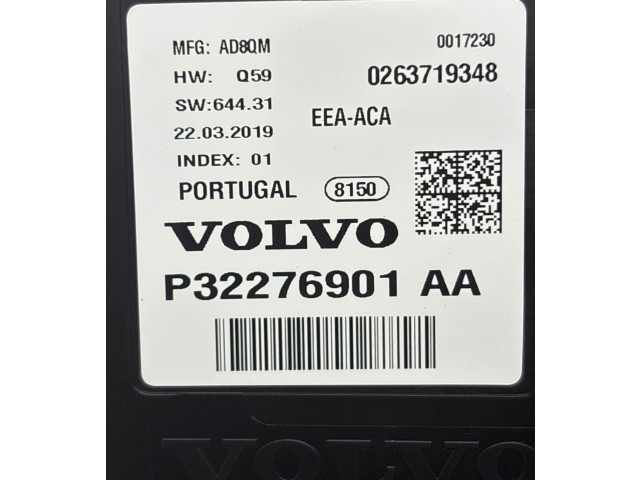 MFG: AD8QM 0017230
HW: Q59 0263719348
SW:644.31 EEA-ACA
22.03.2019
INDEX: 01
PORTUGAL 8150
VOLVO
P32276901 AA
VOLVO